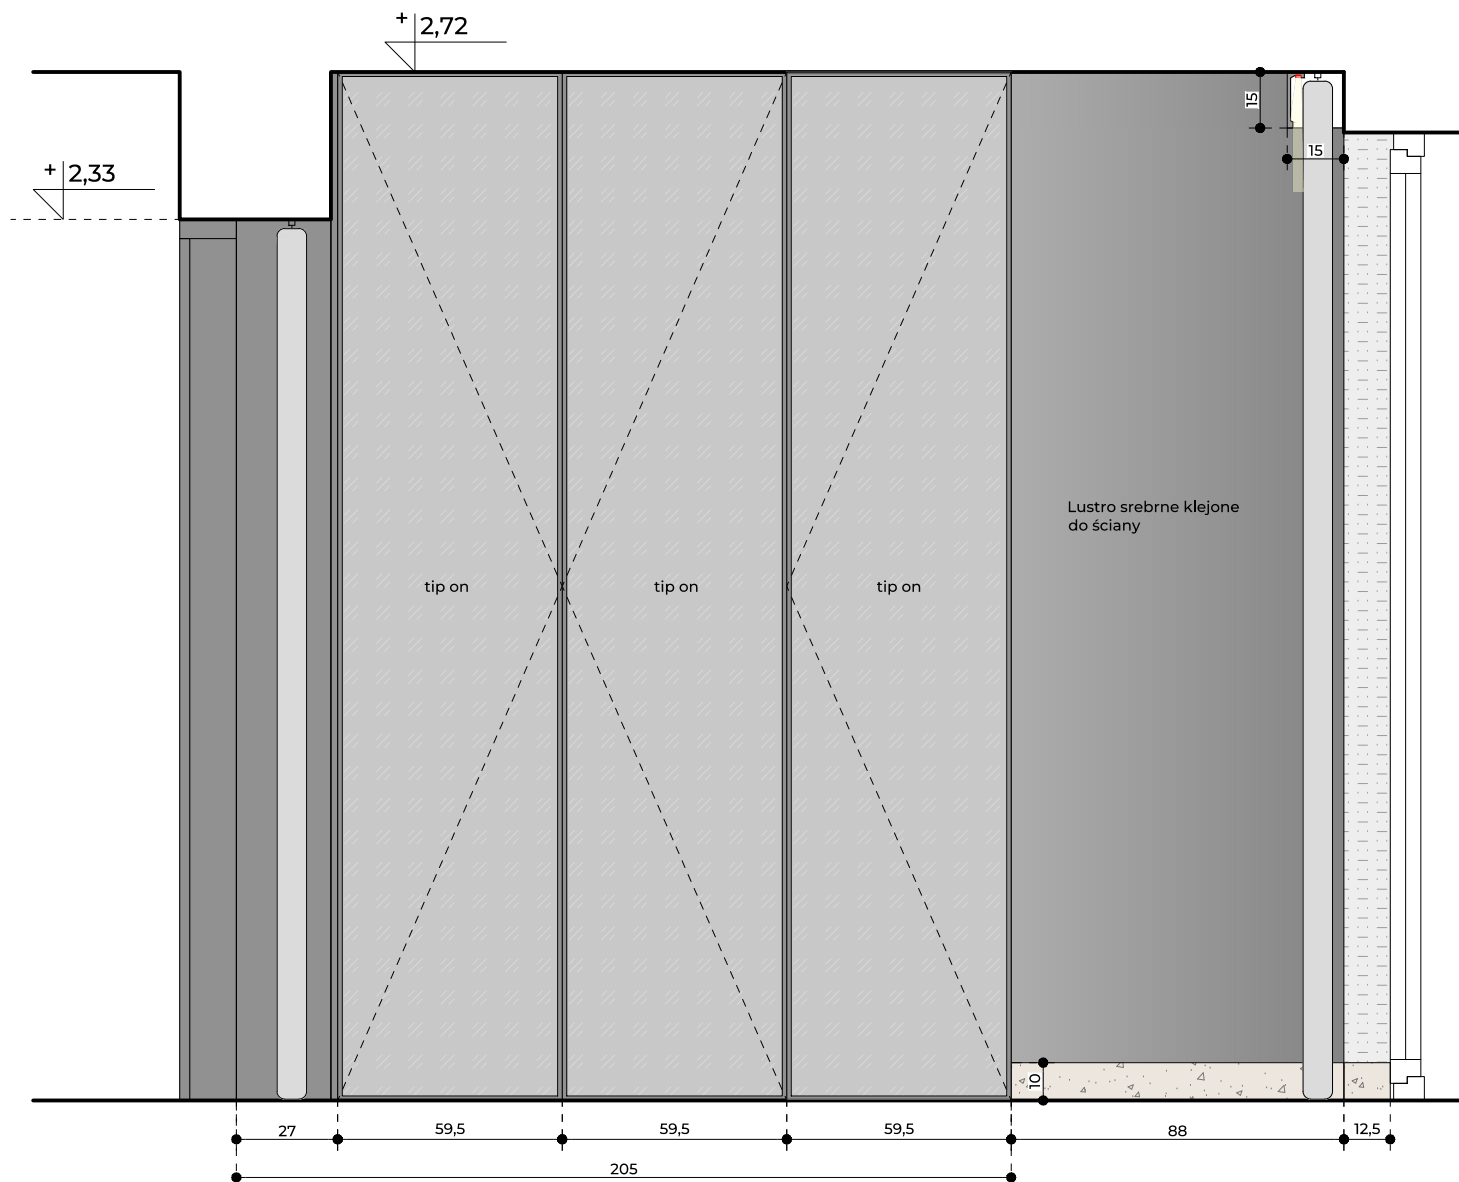 + 2,72
+ 2,33
15
15
Lustro srebrne klejone
do ściany
tip on
tip on
tip on
10
27
59,5
59,5
59,5
88
12,5
205